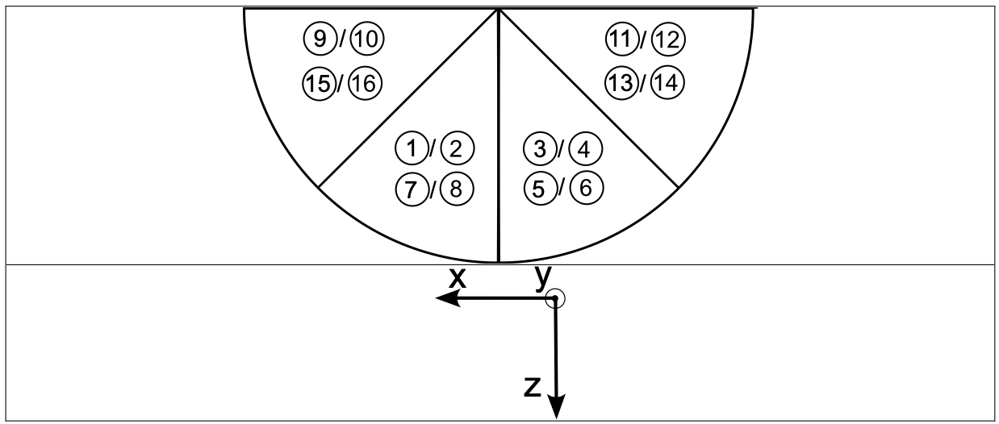 ⑨/⑩ ⑪/⑫
⑮/⑯ ⑬/⑭
①/② ③/④
⑦/⑧ ⑤/⑥
x y
z